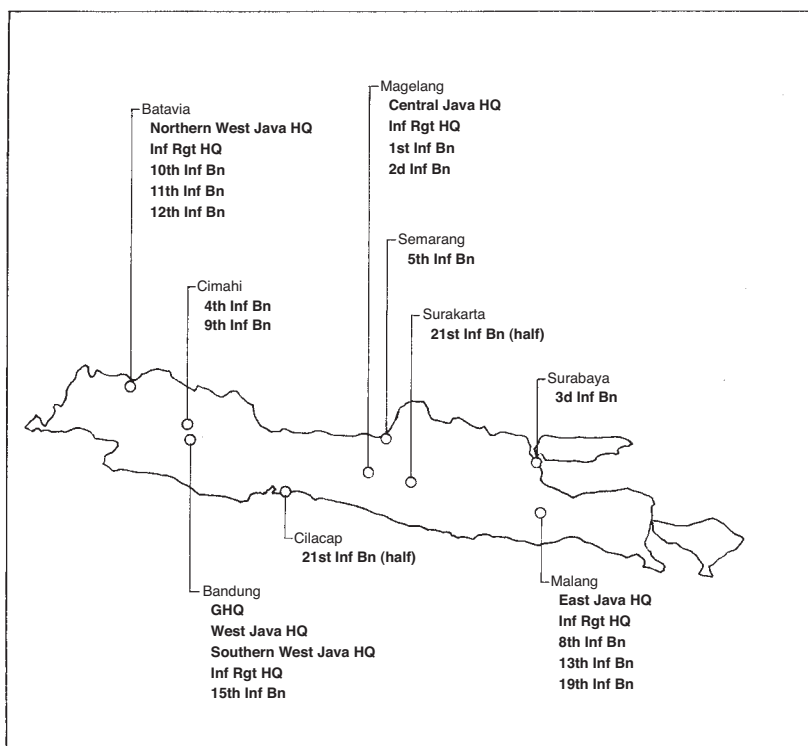 Batavia
Northern West Java HQ
Inf Rgt HQ
10th Inf Bn
11th Inf Bn
12th Inf Bn
Magelang
Central Java HQ
Inf Rgt HQ
1st Inf Bn
2d Inf Bn
Semarang
5th Inf Bn
Cimahi
4th Inf Bn
9th Inf Bn
Surakarta
21st Inf Bn (half)
Surabaya
3d Inf Bn
Cilacap
21st Inf Bn (half)
Bandung
GHQ
West Java HQ
Southern West Java HQ
Inf Rgt HQ
15th Inf Bn
Malang
East Java HQ
Inf Rgt HQ
8th Inf Bn
13th Inf Bn
19th Inf Bn